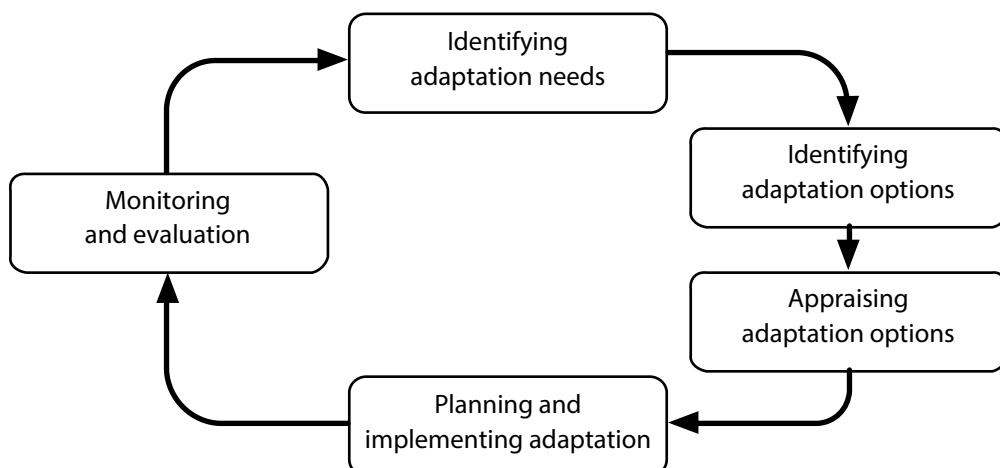 Identifying
adaptation needs
Identifying
adaptation options
Appraising
adaptation options
Planning and
implementing adaptation
Monitoring
and evaluation